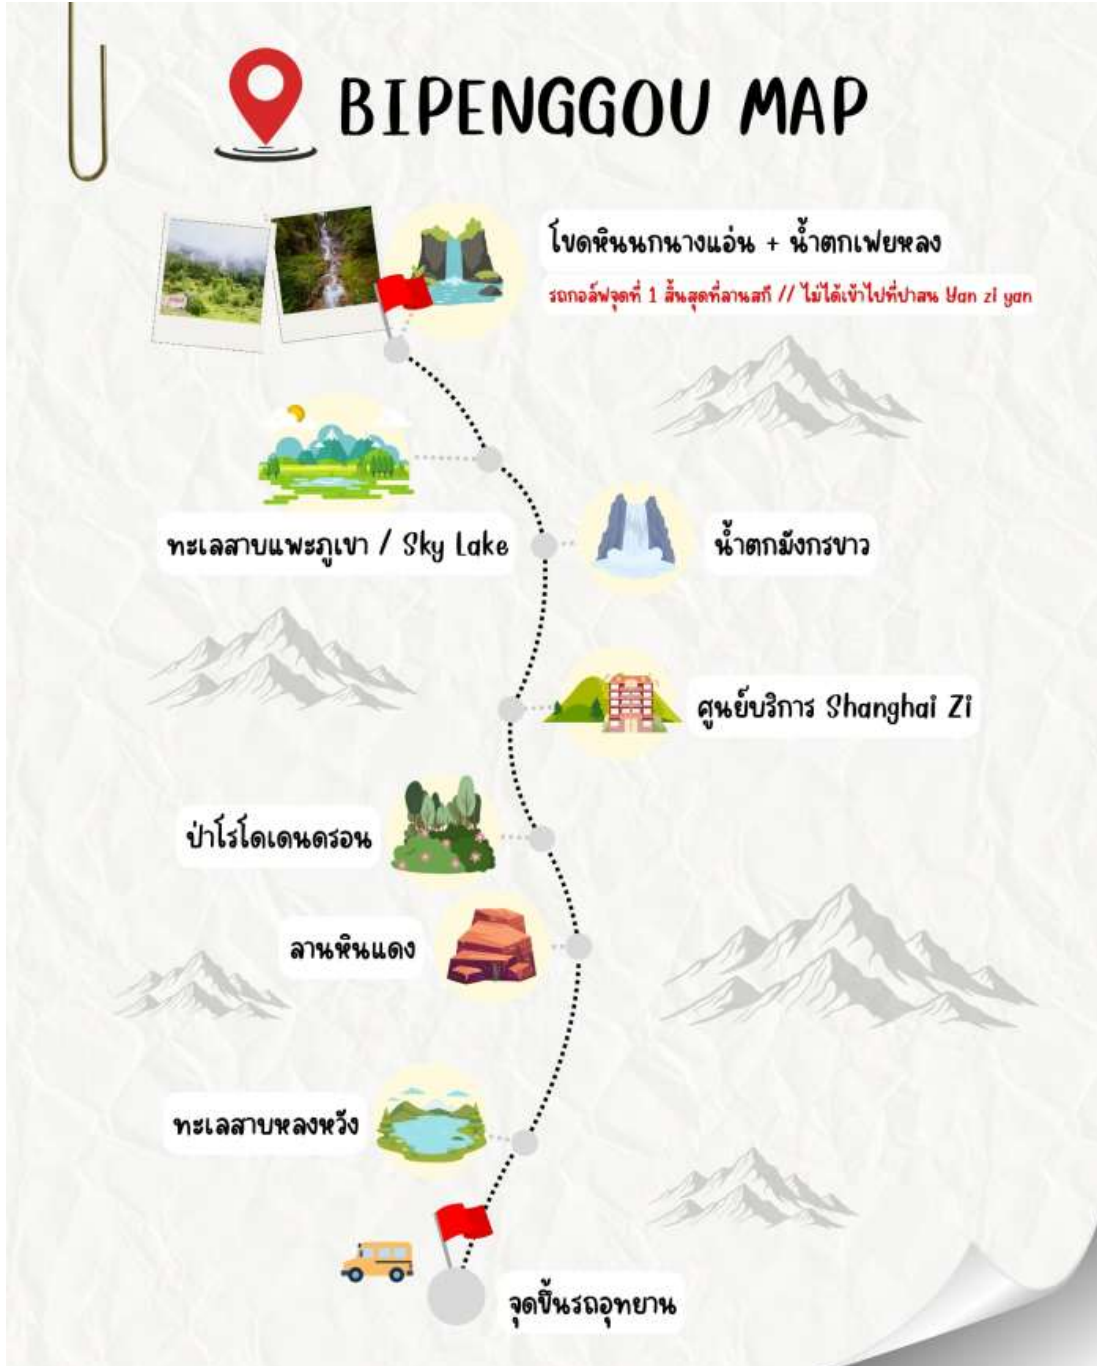 BIPENGGOU MAP
โขดหินนกนางแอ่น + น้ำตกเฟยหลง
รถกอล์ฟจุดที่ 1 สิ้นสุดที่ลานสกี // ไม่ได้เข้าไปที่ปาสน Yan zi yan
ทะเลสาบแพะภูเขา / Sky Lake
น้ำตกมังกรขาว
ศูนย์บริการ Shanghai Zi
ป่าโรโดเดนดรอน
ลานหินแดง
ทะเลสาบหลงหวัง
จุดขึ้นรถอุทยาน